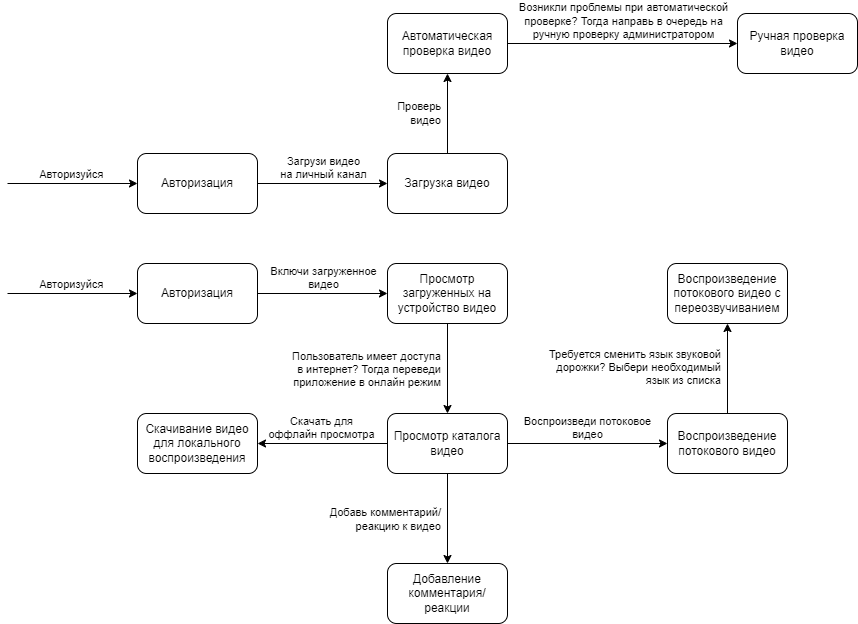 Возникли проблемы при автоматической
проверке? Тогда направь в очередь на
ручную проверку администратором
Автоматическая
проверка видео
Ручная проверка
видео
Проверь
видео
Авторизуйся
Авторизация
Загрузи видео
на личный канал
Загрузка видео
Авторизуйся
Авторизация
Включи загруженное
видео
Просмотр
загруженных на
устройство видео
Воспроизведение
потокового видео с
переозвучиванием
Пользователь имеет доступа
в интернет? Тогда переведи
приложение в онлайн режим
Требуется сменить язык звуковой
дорожки? Выбери необходимый
язык из списка
Скачивание видео
для локального
воспроизведения
Скачать для
оффлайн просмотра
Просмотр каталога
видео
Воспроизведи потоковое
видео
Воспроизведение
потокового видео
Добавь комментарий/
реакцию к видео
Добавление
комментария/
реакции